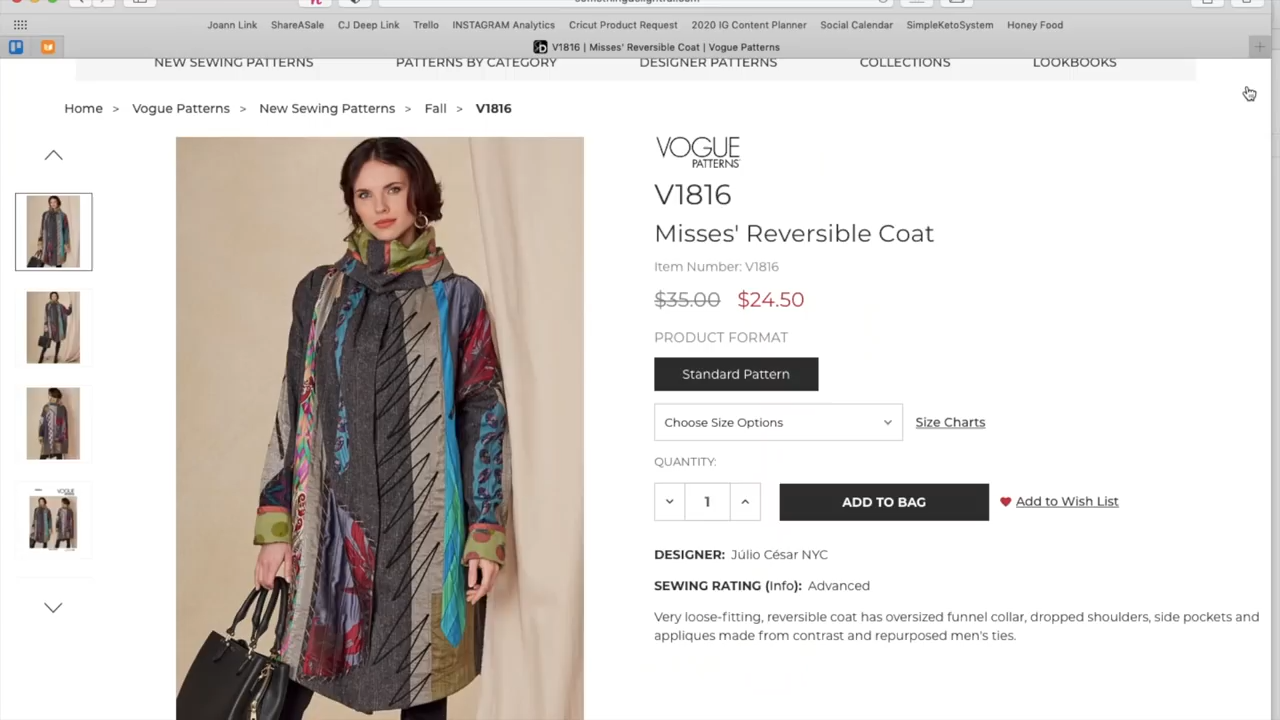 Joann Link ShareASale CJ Deep Link Trello INSTAGRAM Analytics Cricut Product Request 2020 IG Content Planner Social Calendar SimpleKetoSystem Honey Food
V1816 | Misses' Reversible Coat | Vogue Patterns
NEW SEWING PATTERNS PATTERNS BY CATEGORY DESIGNER PATTERNS COLLECTIONS LOOKBOOKS
Home > Vogue Patterns > New Sewing Patterns > Fall > V1816
VOGUE
PATTERNS
V1816
Misses' Reversible Coat
Item Number: V1816
$35.00 $24.50
PRODUCT FORMAT
Standard Pattern
Choose Size Options Size Charts
QUANTITY:
1 ADD TO BAG Add to Wish List
VOGUE
DESIGNER: Júlio César NYC
SEWING RATING (Info): Advanced
Very loose-fitting, reversible coat has oversized funnel collar, dropped shoulders, side pockets and
appliques made from contrast and repurposed men's ties.